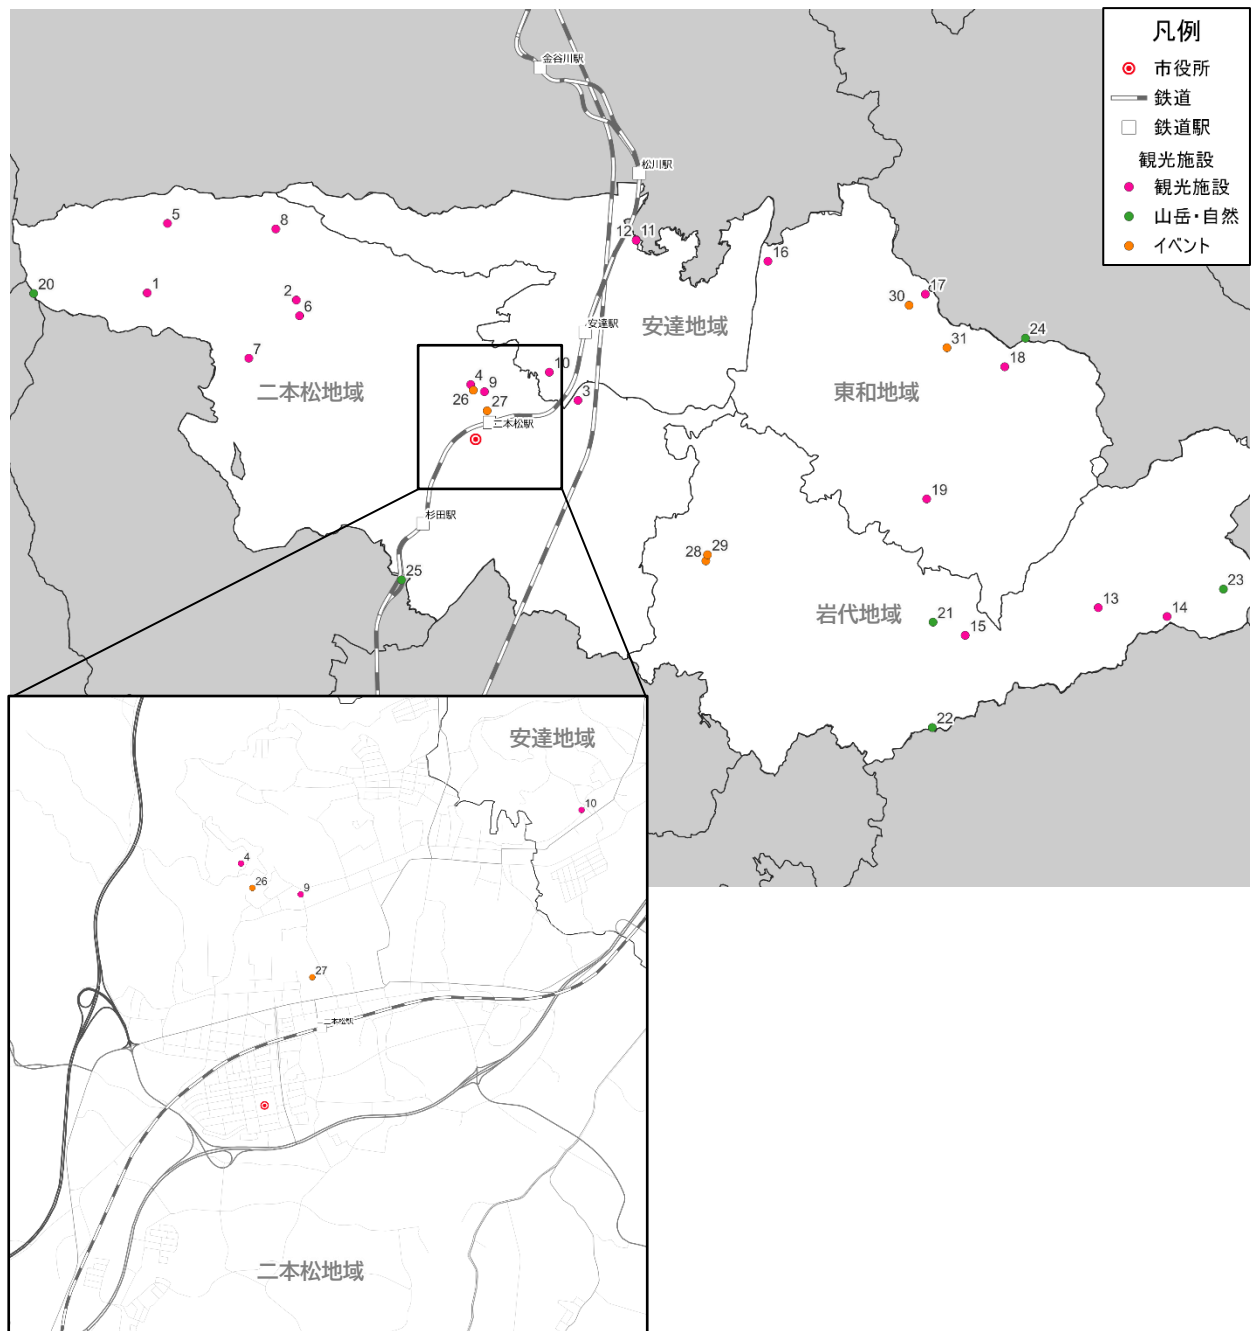 凡例
市役所
鉄道
鉄道駅
観光施設
観光施設
山岳・自然
イベント
金谷川駅
松川駅
5
8
12
11
16
20
1
2
6
17
30
安達駅
安達地域
24
31
7
10
18
二本松地域
4
9
3
東和地域
26
27
二本松駅
19
杉田駅
28
29
25
23
13
21
岩代地域
14
15
22
安達地域
10
4
26
9
27
二本松駅
二本松地域